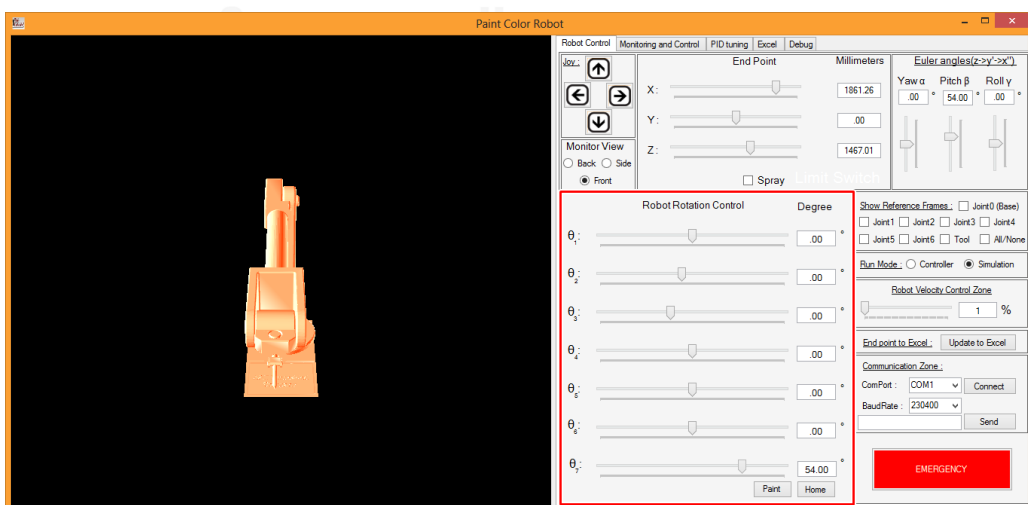 Paint Color Robot
Robot Control Monitoring and Control PID tuning Excel Debug
Joy :
End Point Millimeters
X : 1861.26
Y : .00
Z : 1467.01
Spray Limit Switch
Monitor View
Back Side
Front
Euler angles(z->y'->x'')
Yaw α Pitch β Roll γ
.00 ° 54.00 ° .00 °
Robot Rotation Control Degree
θ₁: .00 °
θ₂: .00 °
θ₃: .00 °
θ₄: .00 °
θ₅: .00 °
θ₆: .00 °
θ₇: 54.00 °
Paint Home
Show Reference Frames : Joint0 (Base)
Joint1 Joint2 Joint3 Joint4
Joint5 Joint6 Tool All/None
Run Mode : Controller Simulation
Robot Velocity Control Zone
1 %
End point to Excel : Update to Excel
Communication Zone :
ComPort : COM1 Connect
BaudRate : 230400
Send
EMERGENCY